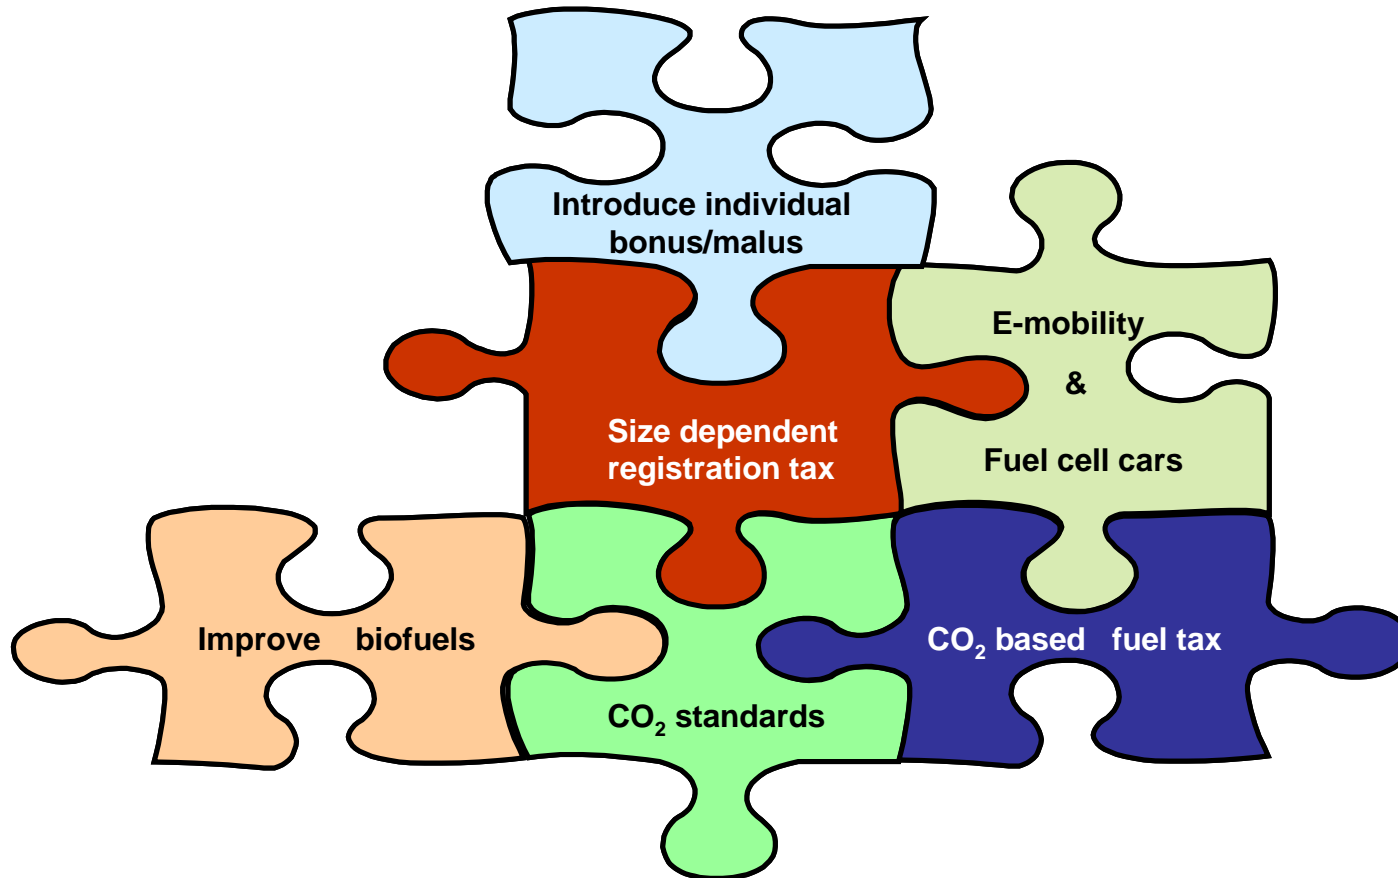 Introduce individual
bonus/malus
E-mobility
&
Fuel cell cars
Size dependent
registration tax
Improve biofuels
CO₂ based fuel tax
CO₂ standards